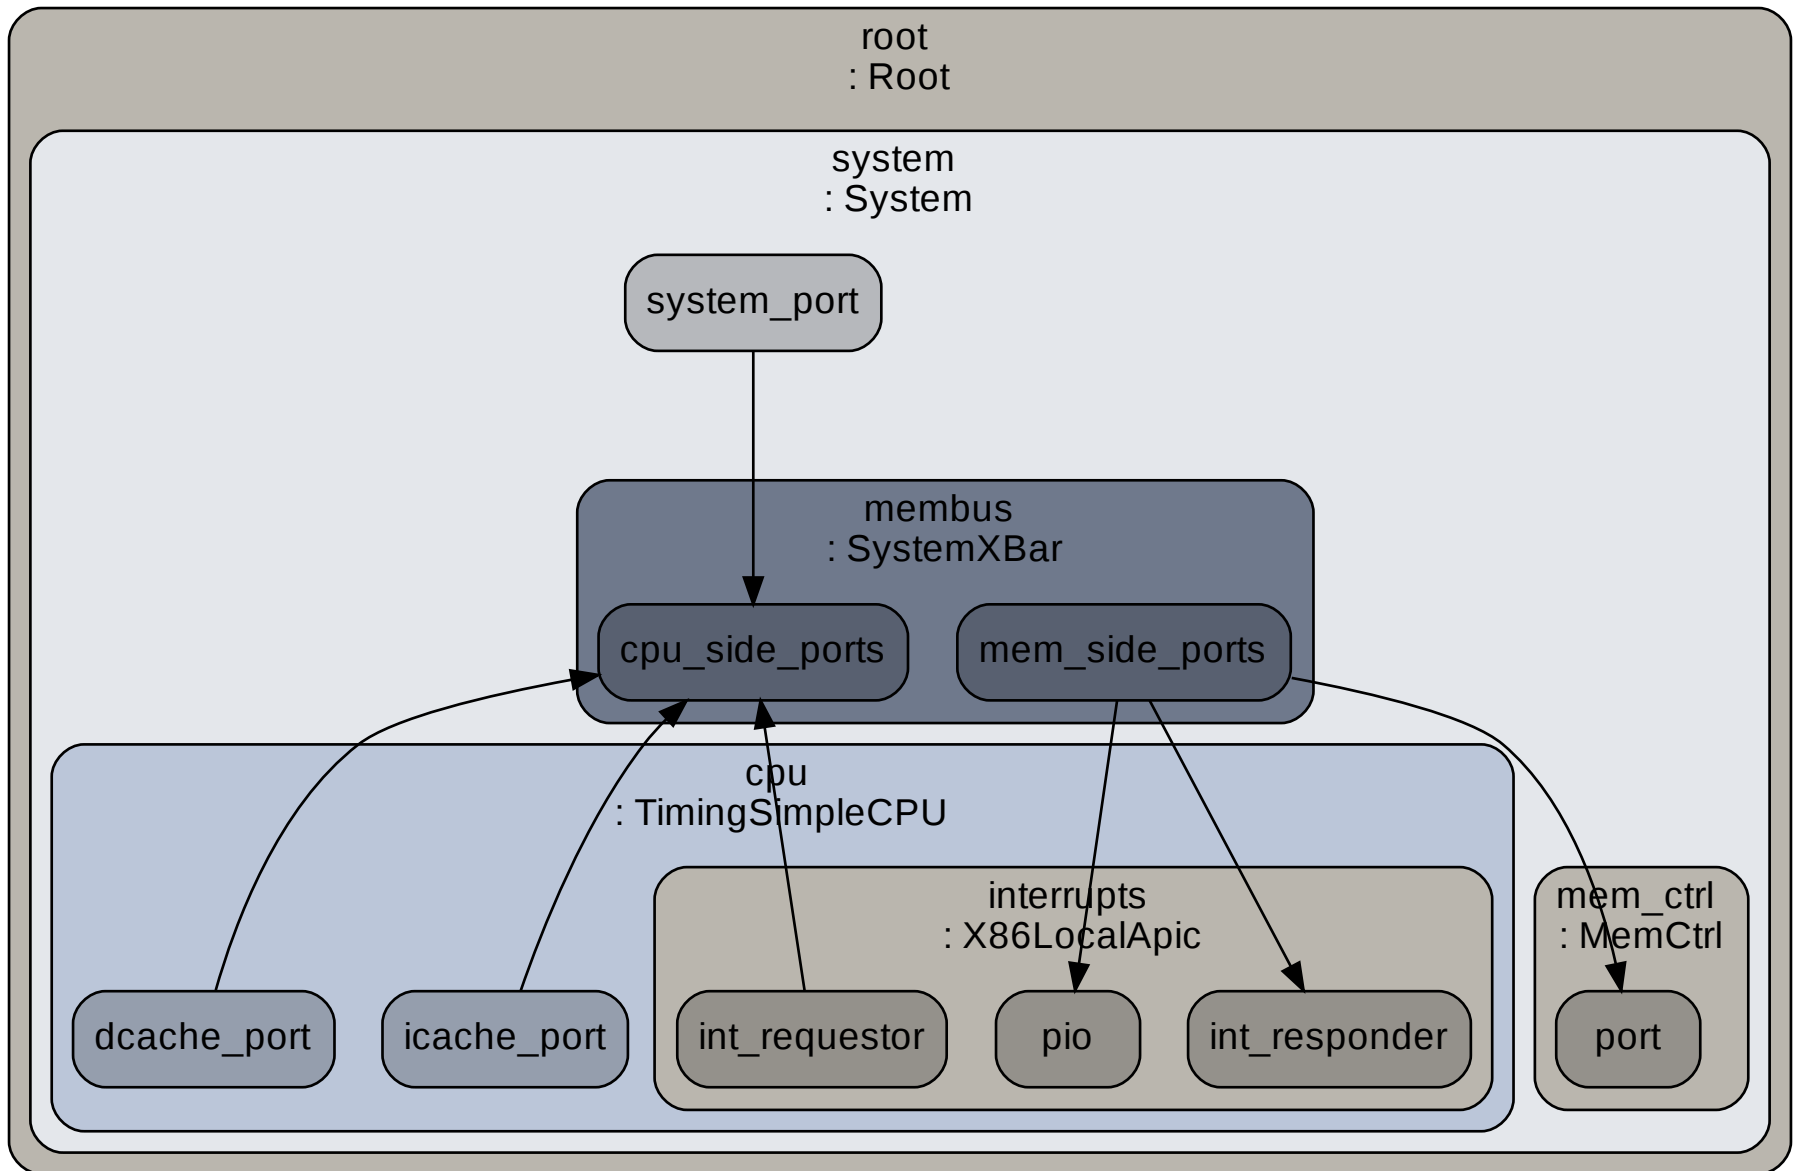 root
: Root
system
: System
system_port
membus
: SystemXBar
cpu_side_ports
mem_side_ports
cpu
: TimingSimpleCPU
interrupts
: X86LocalApic
mem_ctrl
: MemCtrl
dcache_port
icache_port
int_requestor
pio
int_responder
port